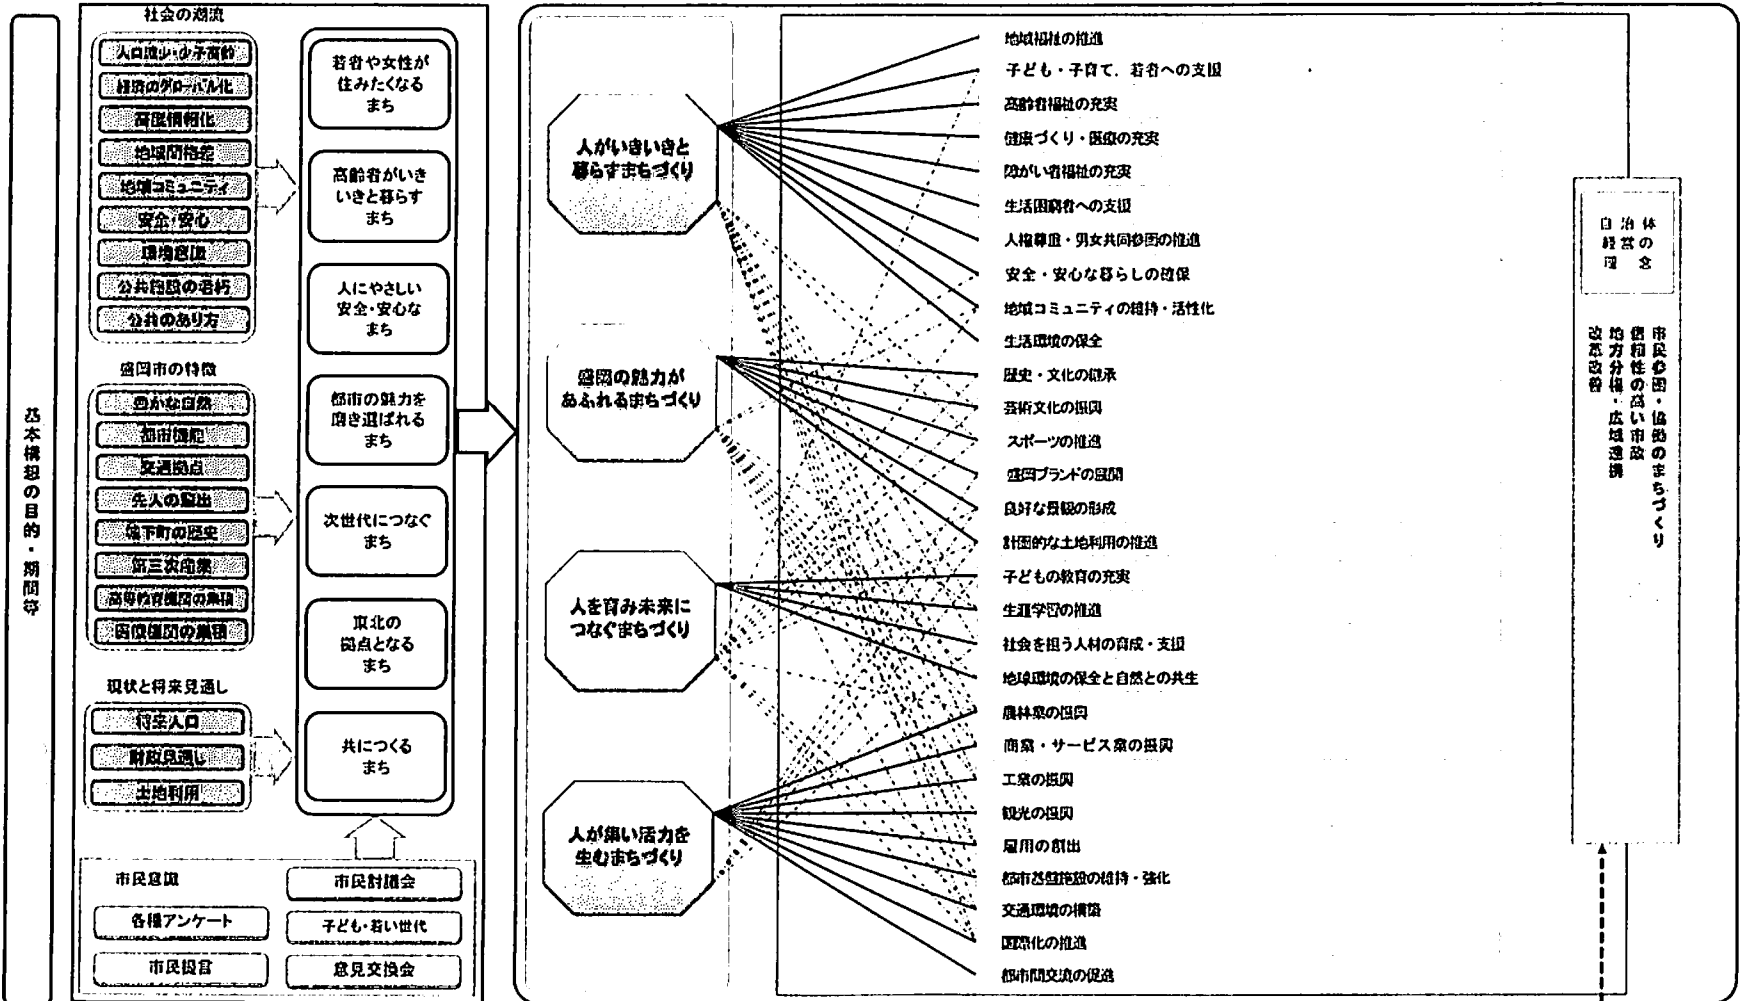 基本構想の目的・期間等
社会の潮流
人口減少・少子高齢
経済のグローバル化
高度情報化
地域間格差
地域コミュニティ
安全・安心
環境意識
公共施設の老朽
公共のあり方
盛岡市の特徴
豊かな自然
都市機能
交通拠点
先人の輩出
城下町の歴史
第三次産業
高等教育機関の集積
医療機関の集積
現状と将来見通し
将来人口
財政見通し
土地利用
若者や女性が
住みたくなる
まち
高齢者がいき
いきと暮らす
まち
人にやさしい
安全・安心な
まち
都市の魅力を
磨き選ばれる
まち
次世代につなぐ
まち
東北の
拠点となる
まち
共につくる
まち
市民意識
市民討議会
各種アンケート
子ども・若い世代
市民提言
意見交換会
人がいきいきと
暮らすまちづくり
盛岡の魅力が
あふれるまちづくり
人を育み未来に
つなぐまちづくり
人が集い活力を
生むまちづくり
地域福祉の推進
子ども・子育て，若者への支援
高齢者福祉の充実
健康づくり・医療の充実
障がい者福祉の充実
生活困窮者への支援
人権尊重・男女共同参画の推進
安全・安心な暮らしの確保
地域コミュニティの維持・活性化
生活環境の保全
歴史・文化の継承
芸術文化の振興
スポーツの推進
盛岡ブランドの展開
良好な景観の形成
計画的な土地利用の推進
子どもの教育の充実
生涯学習の推進
社会を担う人材の育成・支援
地球環境の保全と自然との共生
農林業の振興
商業・サービス業の振興
工業の振興
観光の振興
雇用の創出
都市基盤施設の維持・強化
交通環境の構築
国際化の推進
都市間交流の促進
自治体
経営の
理念
市民参画・協働のまちづくり
信頼性の高い市政
地方分権・広域連携
改革改善